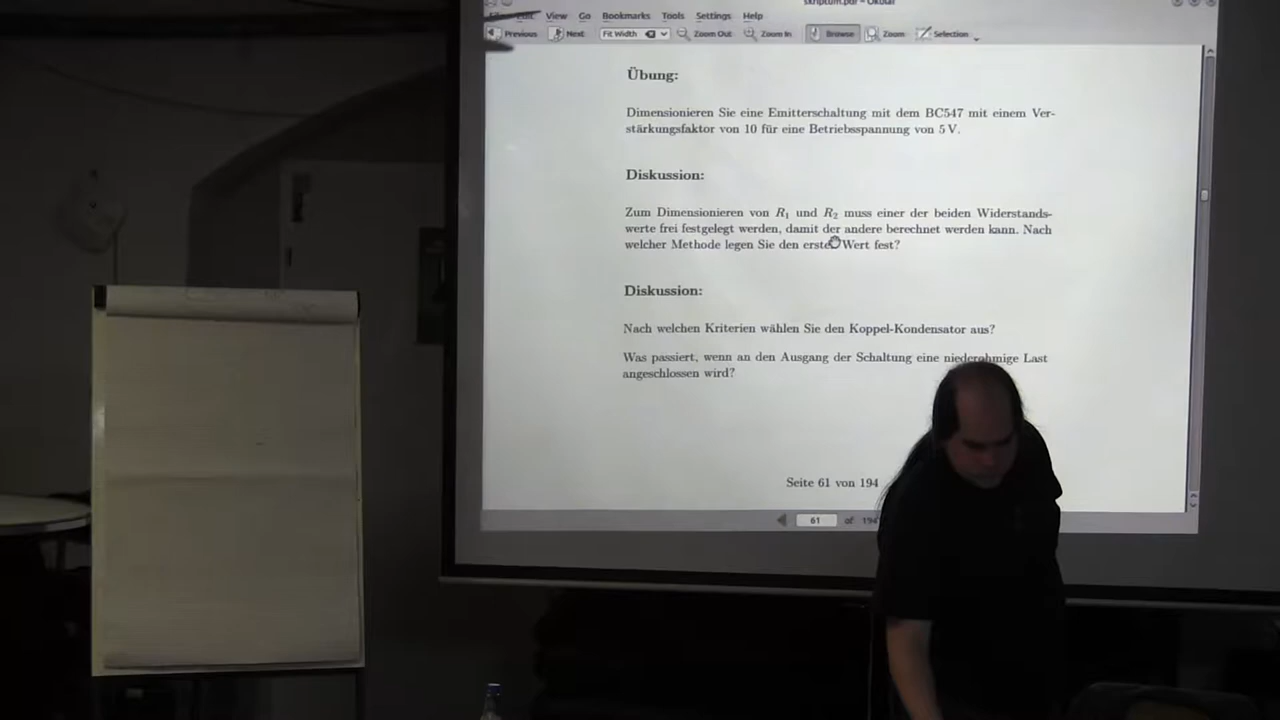 skriptum.pdf – Okular
View Go Bookmarks Tools Settings Help
Previous Next Fit Width Zoom Out Zoom In Browse Zoom Selection
Übung:
Dimensionieren Sie eine Emitterschaltung mit dem BC547 mit einem Ver-
stärkungsfaktor von 10 für eine Betriebsspannung von 5 V.
Diskussion:
Zum Dimensionieren von R₁ und R₂ muss einer der beiden Widerstands-
werte frei festgelegt werden, damit der andere berechnet werden kann. Nach
welcher Methode legen Sie den ersten Wert fest?
Diskussion:
Nach welchen Kriterien wählen Sie den Koppel-Kondensator aus?
Was passiert, wenn an den Ausgang der Schaltung eine niederohmige Last
angeschlossen wird?
Seite 61 von 194
61 of 194